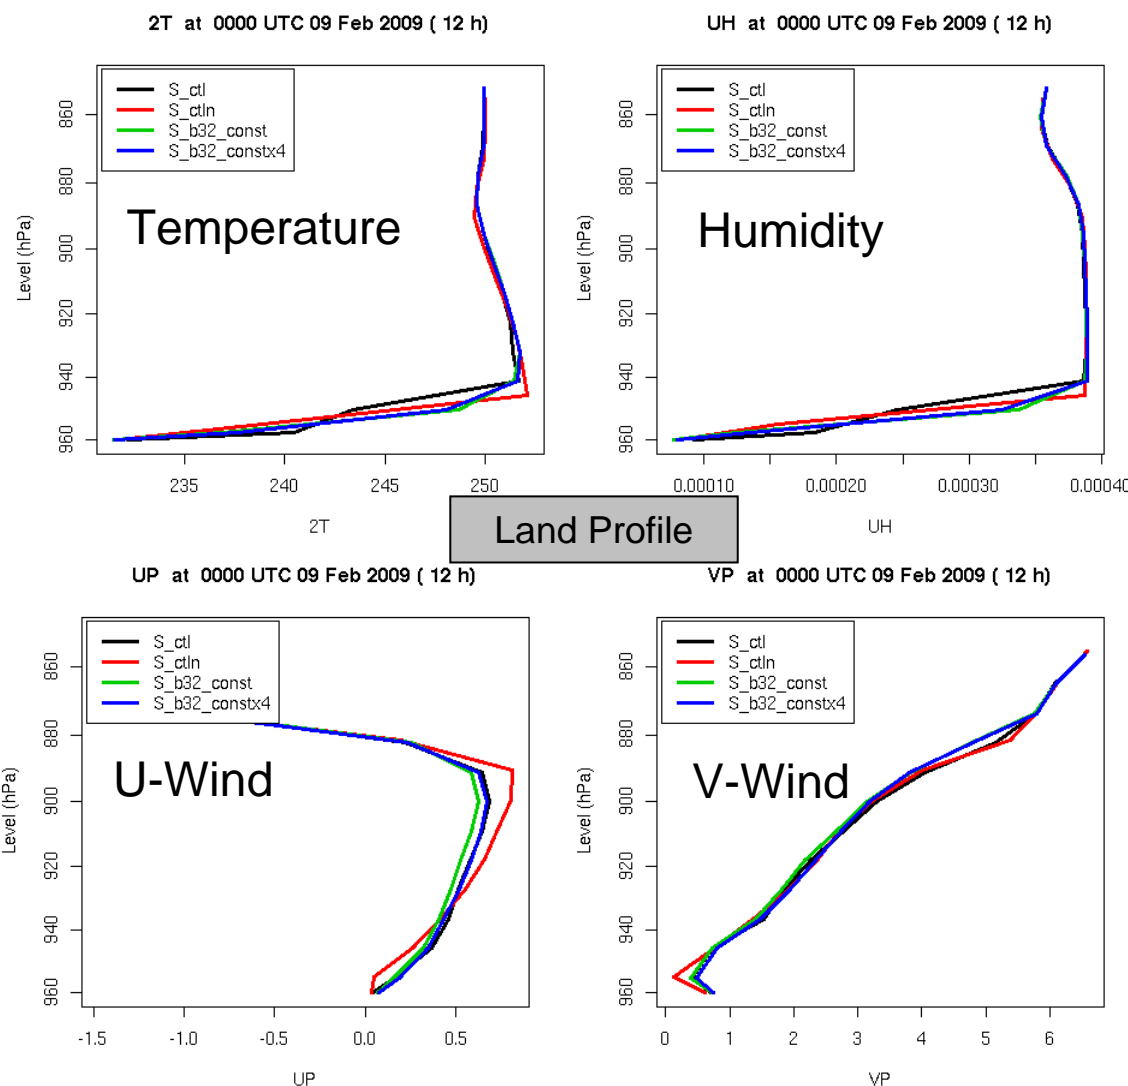 2T at 0000 UTC 09 Feb 2009 ( 12 h)
S_ctl
S_ctln
S_b32_const
S_b32_constx4
Temperature
Level (hPa)
860
880
900
920
940
960
235
240
245
250
2T
UH at 0000 UTC 09 Feb 2009 ( 12 h)
S_ctl
S_ctln
S_b32_const
S_b32_constx4
Humidity
Level (hPa)
860
880
900
920
940
960
0.00010
0.00020
0.00030
0.00040
UH
Land Profile
UP at 0000 UTC 09 Feb 2009 ( 12 h)
S_ctl
S_ctln
S_b32_const
S_b32_constx4
U-Wind
Level (hPa)
860
880
900
920
940
960
-1.5
-1.0
-0.5
0.0
0.5
UP
VP at 0000 UTC 09 Feb 2009 ( 12 h)
S_ctl
S_ctln
S_b32_const
S_b32_constx4
V-Wind
Level (hPa)
860
880
900
920
940
960
0
1
2
3
4
5
6
VP